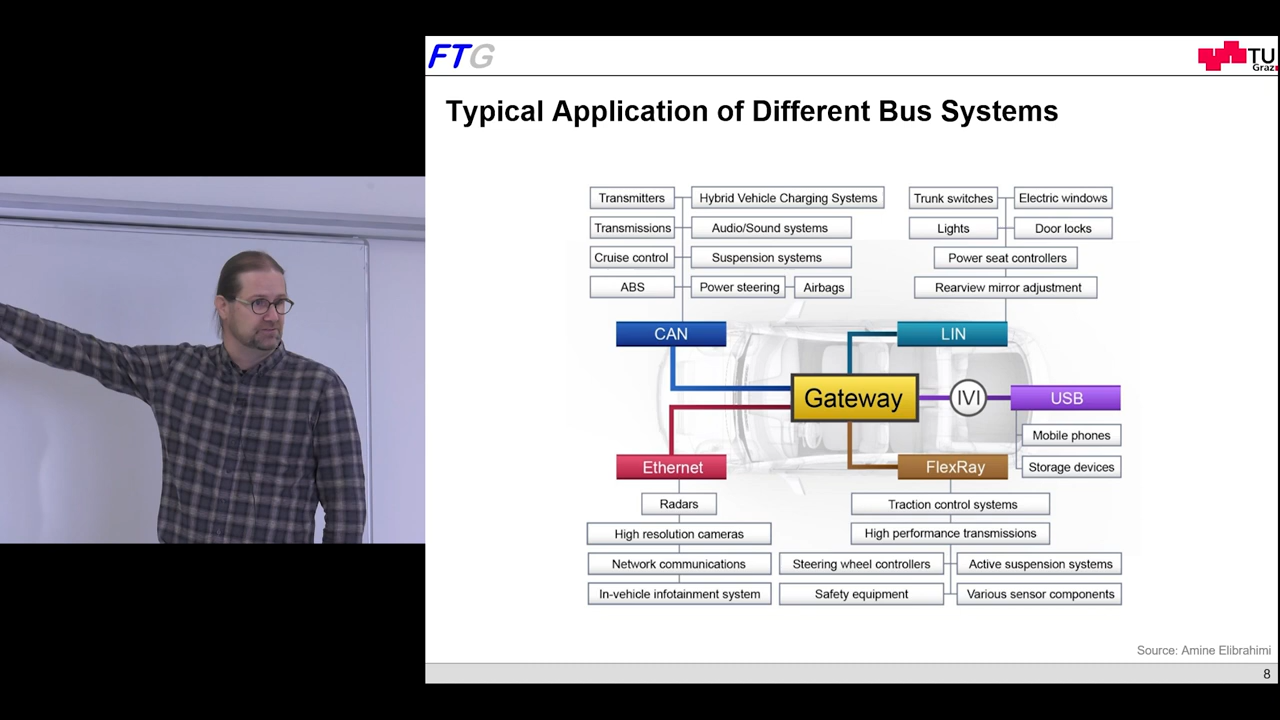 FTG
TU
Graz
Typical Application of Different Bus Systems
Transmitters
Hybrid Vehicle Charging Systems
Transmissions
Audio/Sound systems
Cruise control
Suspension systems
ABS
Power steering
Airbags
Trunk switches
Electric windows
Lights
Door locks
Power seat controllers
Rearview mirror adjustment
CAN
LIN
Gateway
IVI
USB
Mobile phones
Storage devices
Ethernet
Radars
High resolution cameras
Network communications
In-vehicle infotainment system
FlexRay
Traction control systems
High performance transmissions
Steering wheel controllers
Active suspension systems
Safety equipment
Various sensor components
Source: Amine Elibrahimi
8